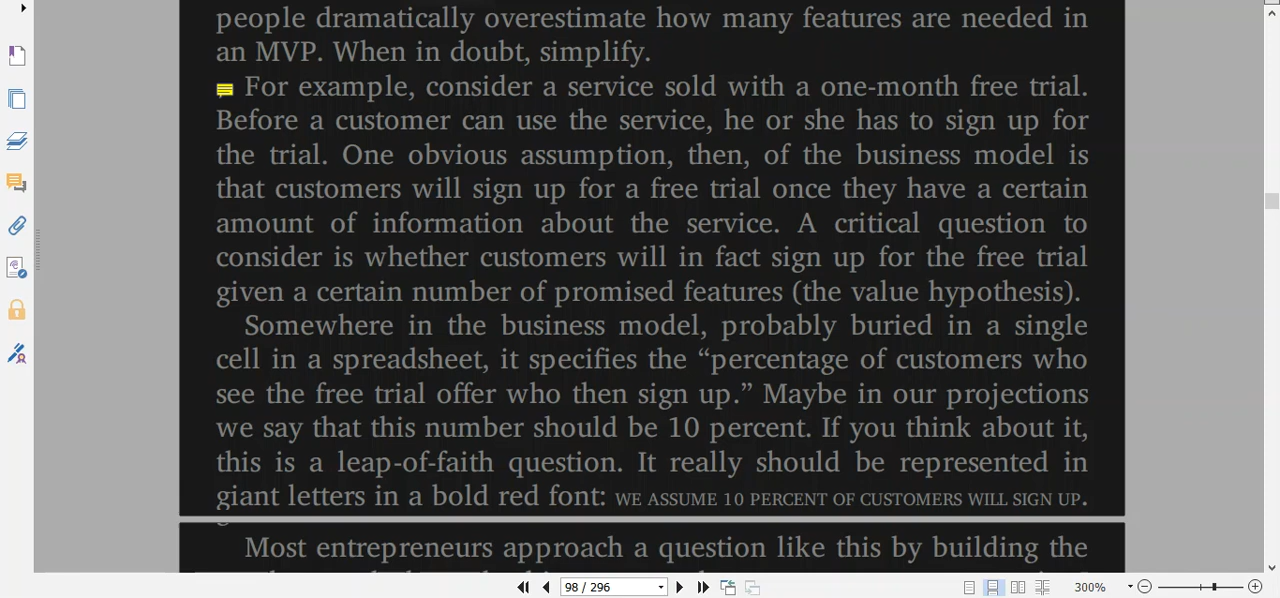 people dramatically overestimate how many features are needed in
an MVP. When in doubt, simplify.
For example, consider a service sold with a one-month free trial.
Before a customer can use the service, he or she has to sign up for
the trial. One obvious assumption, then, of the business model is
that customers will sign up for a free trial once they have a certain
amount of information about the service. A critical question to
consider is whether customers will in fact sign up for the free trial
given a certain number of promised features (the value hypothesis).
Somewhere in the business model, probably buried in a single
cell in a spreadsheet, it specifies the “percentage of customers who
see the free trial offer who then sign up.” Maybe in our projections
we say that this number should be 10 percent. If you think about it,
this is a leap-of-faith question. It really should be represented in
giant letters in a bold red font: WE ASSUME 10 PERCENT OF CUSTOMERS WILL SIGN UP.
Most entrepreneurs approach a question like this by building the
98 / 296
300%